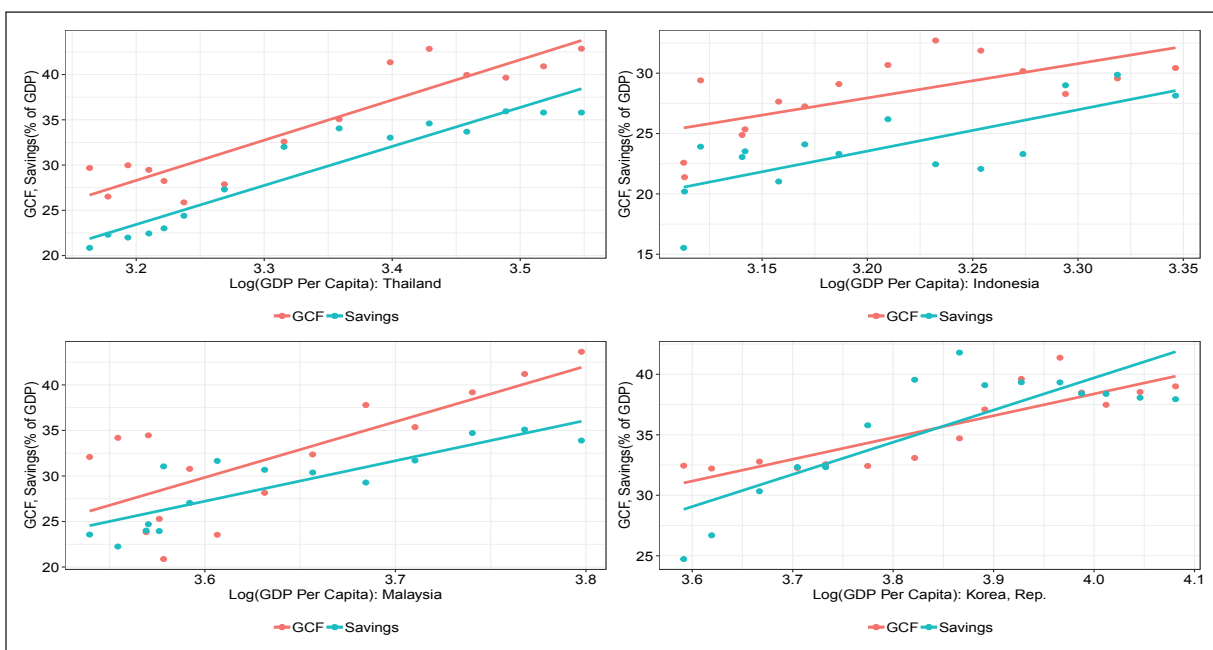 GCF, Savings(% of GDP)
40
35
30
25
20
3.2 3.3 3.4 3.5
Log(GDP Per Capita): Thailand
GCF Savings
GCF, Savings(% of GDP)
30
25
20
15
3.15 3.20 3.25 3.30 3.35
Log(GDP Per Capita): Indonesia
GCF Savings
GCF, Savings(% of GDP)
40
35
30
25
20
3.6 3.7 3.8
Log(GDP Per Capita): Malaysia
GCF Savings
GCF, Savings(% of GDP)
40
35
30
25
3.6 3.7 3.8 3.9 4.0 4.1
Log(GDP Per Capita): Korea, Rep.
GCF Savings